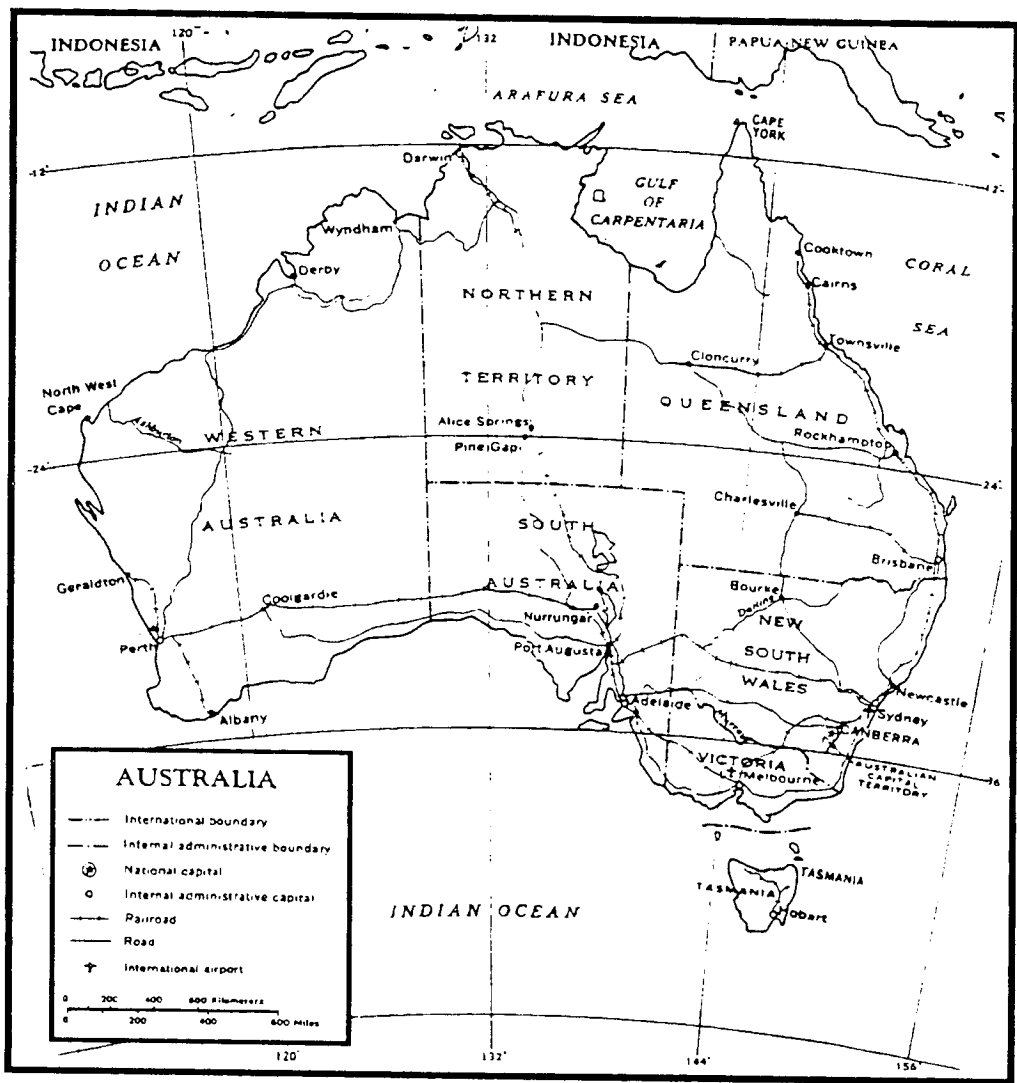 120°
132
INDONESIA
INDONESIA
PAPUA NEW GUINEA
ARAFURA SEA
CAPE
YORK
Darwin
-12°
12°
INDIAN
OCEAN
GULF
OF
CARPENTARIA
Wyndham
Derby
Cooktown
CORAL
SEA
Cairns
NORTHERN
TERRITORY
Townsville
Cloncurry
North West
Cape
QUEENSLAND
Ashburton
WESTERN
Alice Springs
Pine Gap
Rockhampto
-24°
24°
Charlesville
AUSTRALIA
SOUTH
AUSTRALIA
Brisbane
Geraldton
Coolgardie
Bourke
Darling
Nurrungar
NEW
SOUTH
WALES
Perth
Port Augusta
Newcastle
Albany
Adelaide
Murray
Sydney
ANBERRA
VICTORIA
Melbourne
AUSTRALIAN
CAPITAL
TERRITORY
36
AUSTRALIA
International boundary
Internal administrative boundary
National capital
Internal administrative capital
Railroad
Road
International airport
0 200 400 600 Kilometers
0 200 400 600 Miles
TASMANIA
TASMANIA
Hobart
INDIAN OCEAN
120°
132°
144°
156°